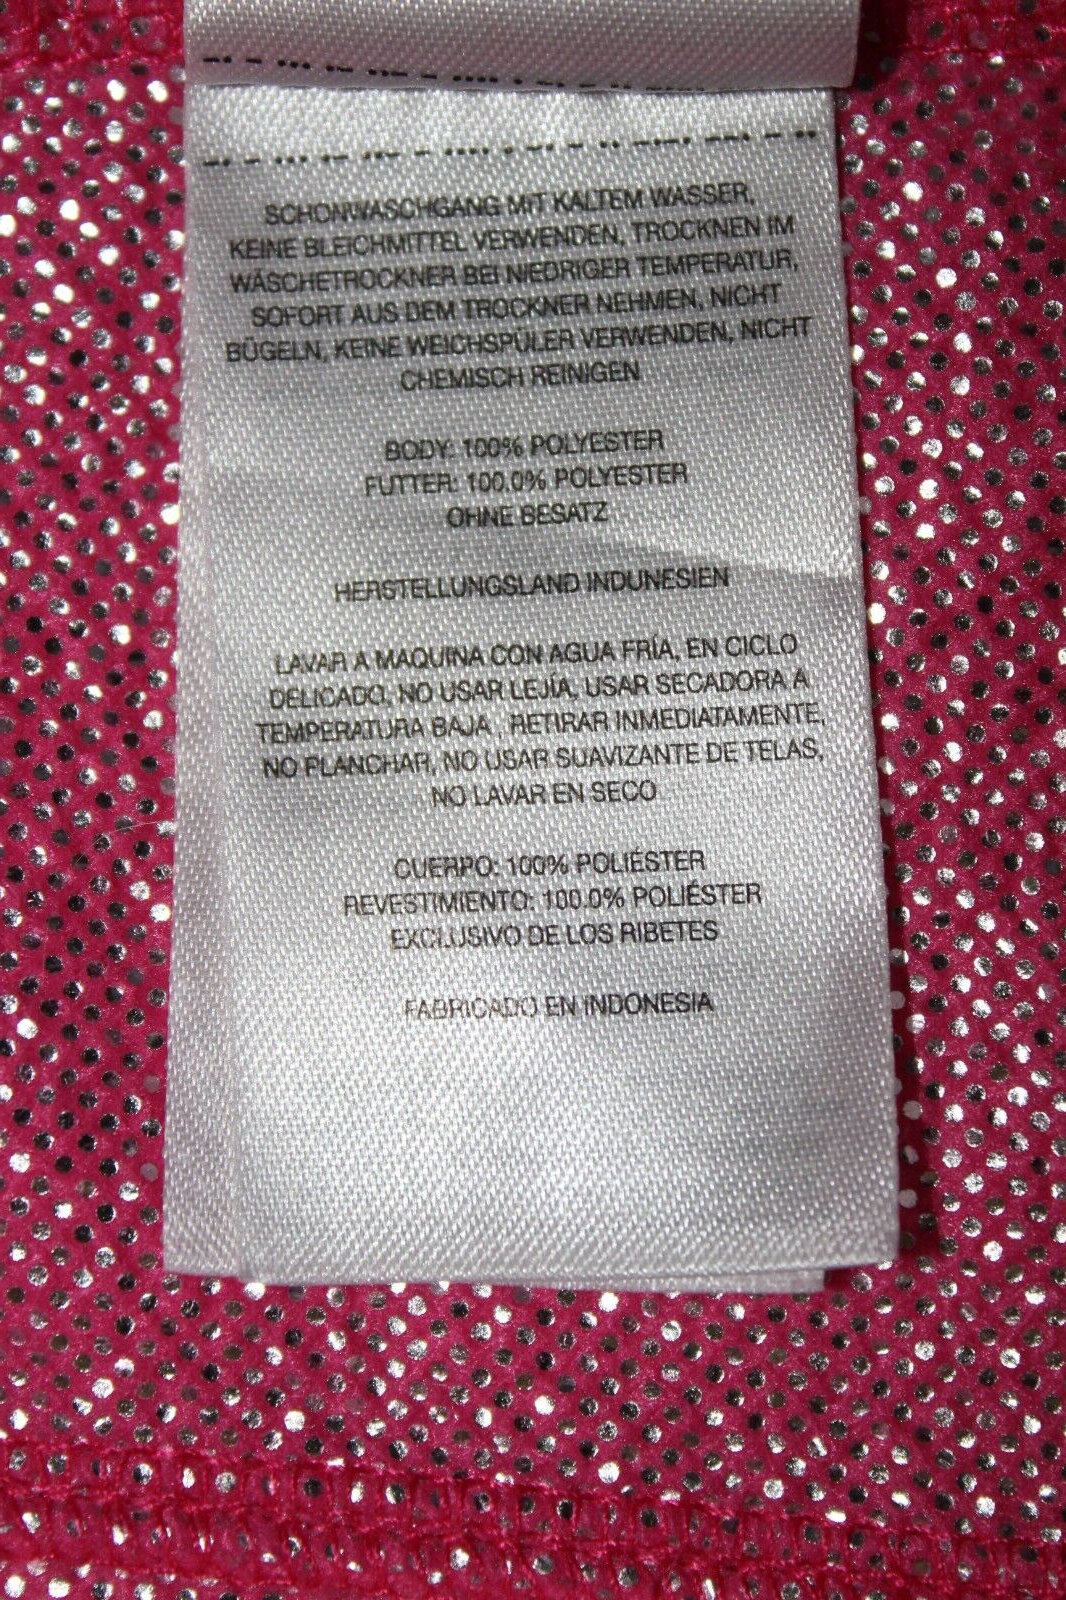 SCHONWASCHGANG MIT KALTEM WASSER,
KEINE BLEICHMITTEL VERWENDEN, TROCKNEN IM
WÄSCHETROCKNER BEI NIEDRIGER TEMPERATUR,
SOFORT AUS DEM TROCKNER NEHMEN, NICHT
BÜGELN, KEINE WEICHSPÜLER VERWENDEN, NICHT
CHEMISCH REINIGEN
BODY: 100% POLYESTER
FUTTER: 100.0% POLYESTER
OHNE BESATZ
HERSTELLUNGSLAND INDUNESIEN
LAVAR A MAQUINA CON AGUA FRÍA, EN CICLO
DELICADO, NO USAR LEJÍA, USAR SECADORA A
TEMPERATURA BAJA , RETIRAR INMEDIATAMENTE,
NO PLANCHAR, NO USAR SUAVIZANTE DE TELAS,
NO LAVAR EN SECO
CUERPO: 100% POLIÉSTER
REVESTIMIENTO: 100.0% POLIÉSTER
EXCLUSIVO DE LOS RIBETES
FABRICADO EN INDONESIA